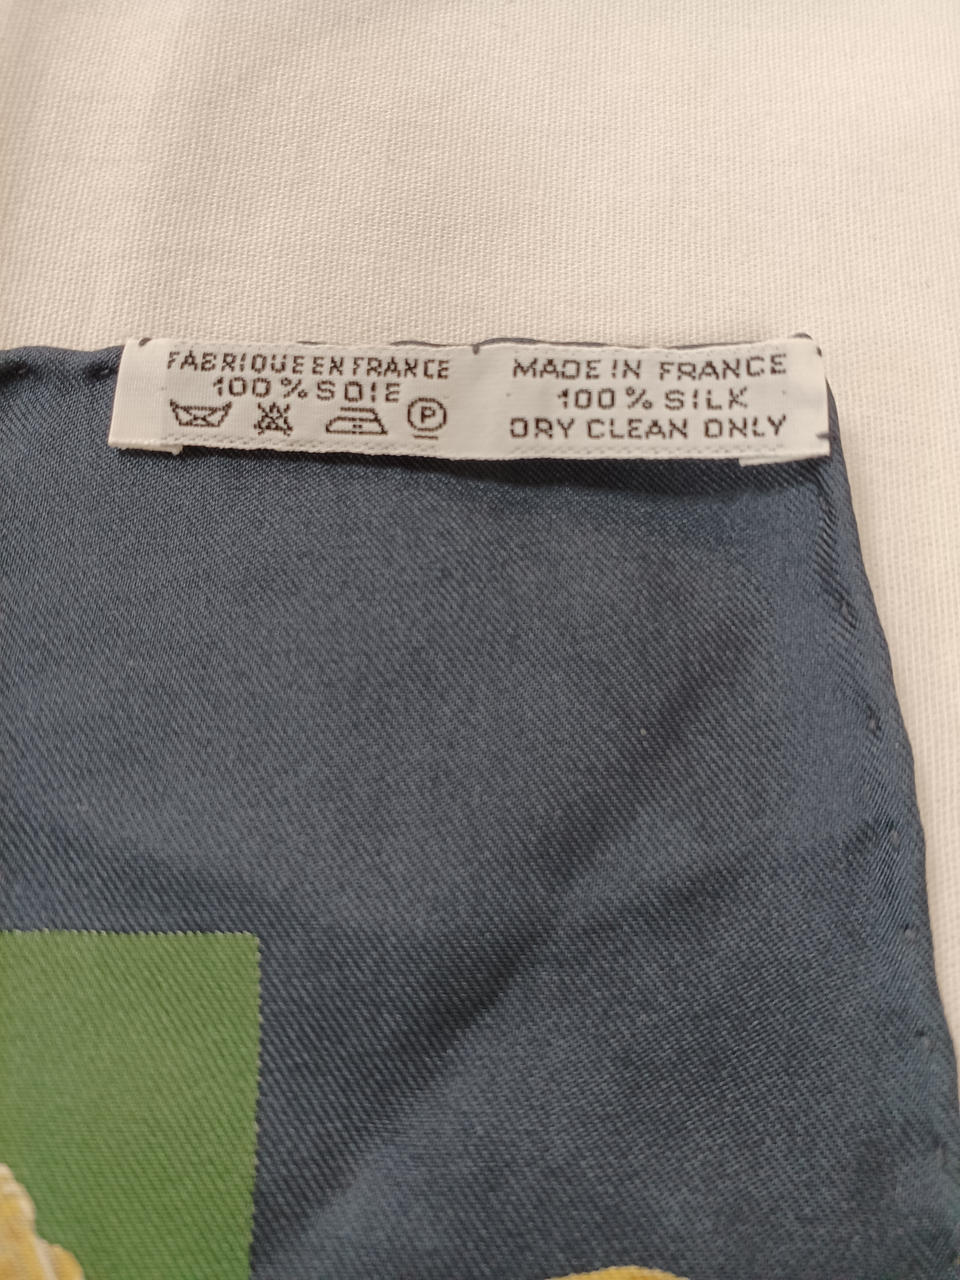 FABRIQUE EN FRANCE
100% SOIE
P
MADE IN FRANCE
100% SILK
DRY CLEAN ONLY